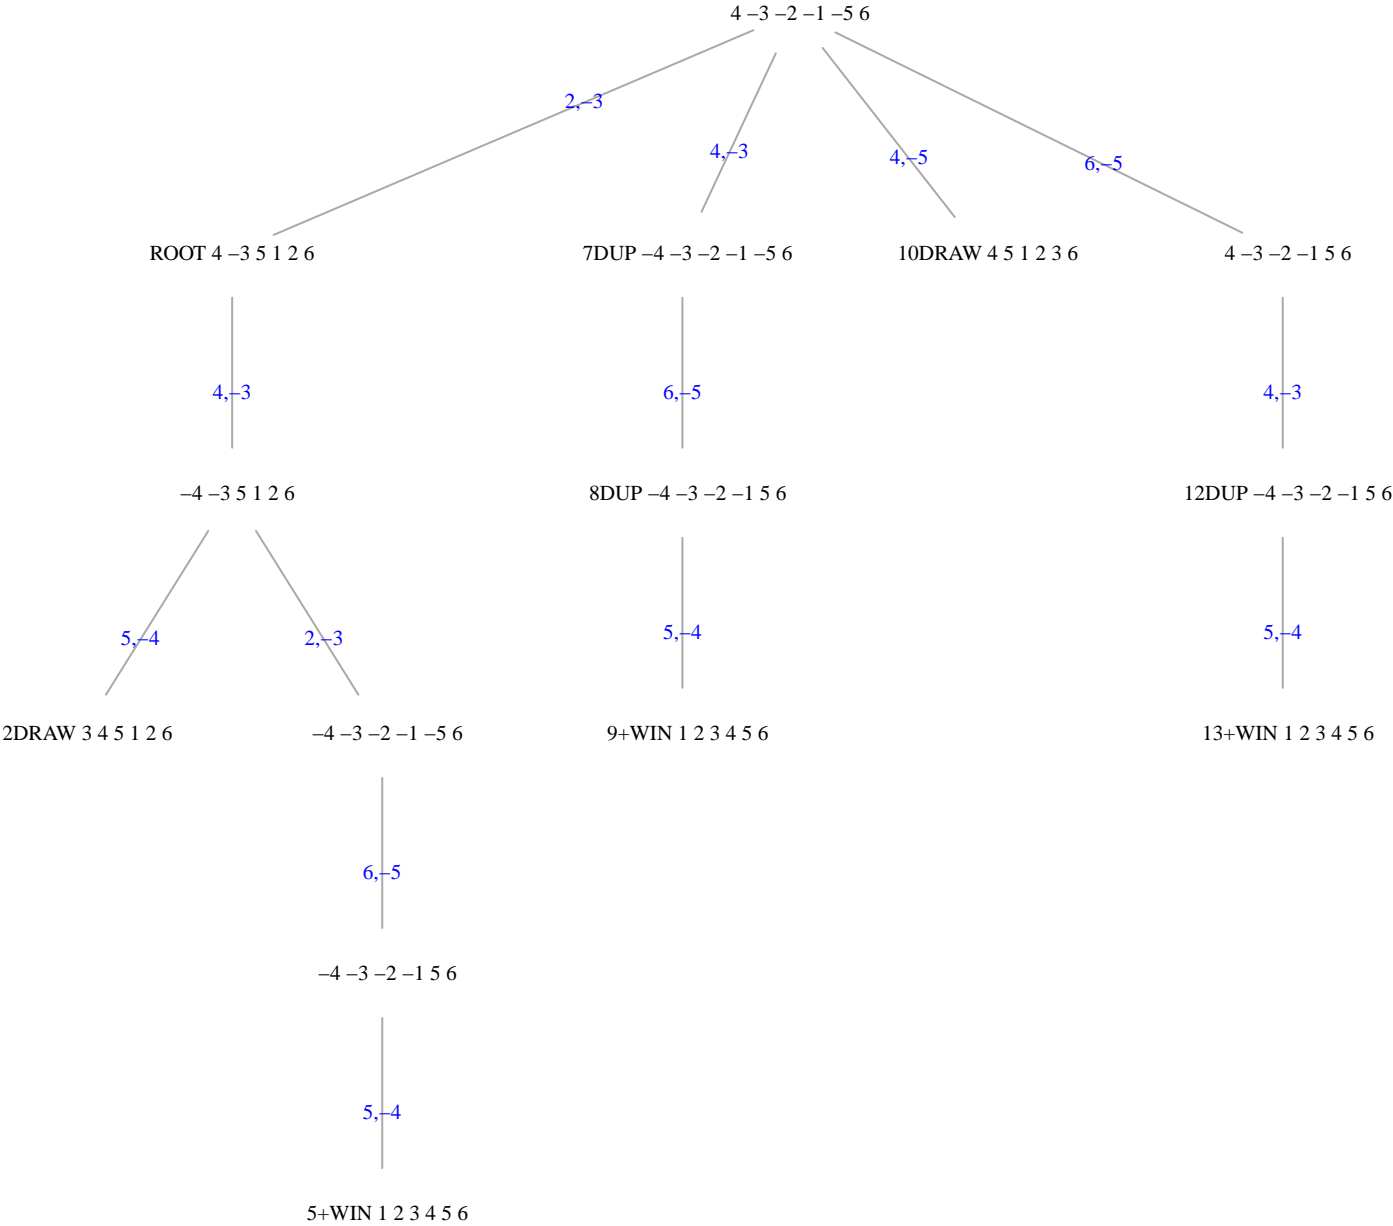 4 –3 –2 –1 –5 6
2,–3
4,–3
4,–5
6,–5
ROOT 4 –3 5 1 2 6
7DUP –4 –3 –2 –1 –5 6
10DRAW 4 5 1 2 3 6
4 –3 –2 –1 5 6
4,–3
6,–5
4,–3
–4 –3 5 1 2 6
8DUP –4 –3 –2 –1 5 6
12DUP –4 –3 –2 –1 5 6
5,–4
2,–3
5,–4
5,–4
2DRAW 3 4 5 1 2 6
–4 –3 –2 –1 –5 6
9+WIN 1 2 3 4 5 6
13+WIN 1 2 3 4 5 6
6,–5
–4 –3 –2 –1 5 6
5,–4
5+WIN 1 2 3 4 5 6